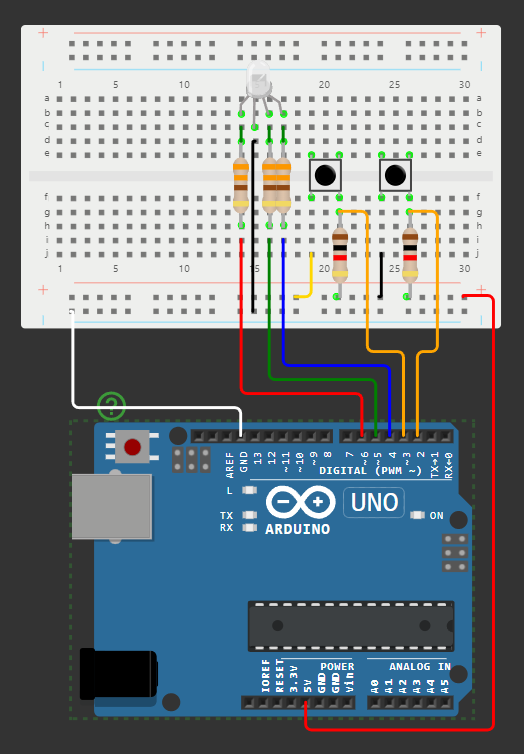 1 5 10 15 20 25 30
a a
b b
c c
d d
e e
f f
g g
h h
i i
j j
1 5 10 15 20 25 30
?
AREF GND 13 12 ~11 ~10 ~9 8 7 ~6 ~5 4 ~3 2 TX→1 RX←0
DIGITAL (PWM ~)
L
TX
RX
ARDUINO
UNO
ON
POWER
ANALOG IN
IOREF RESET 3.3V 5V GND GND Vin A0 A1 A2 A3 A4 A5